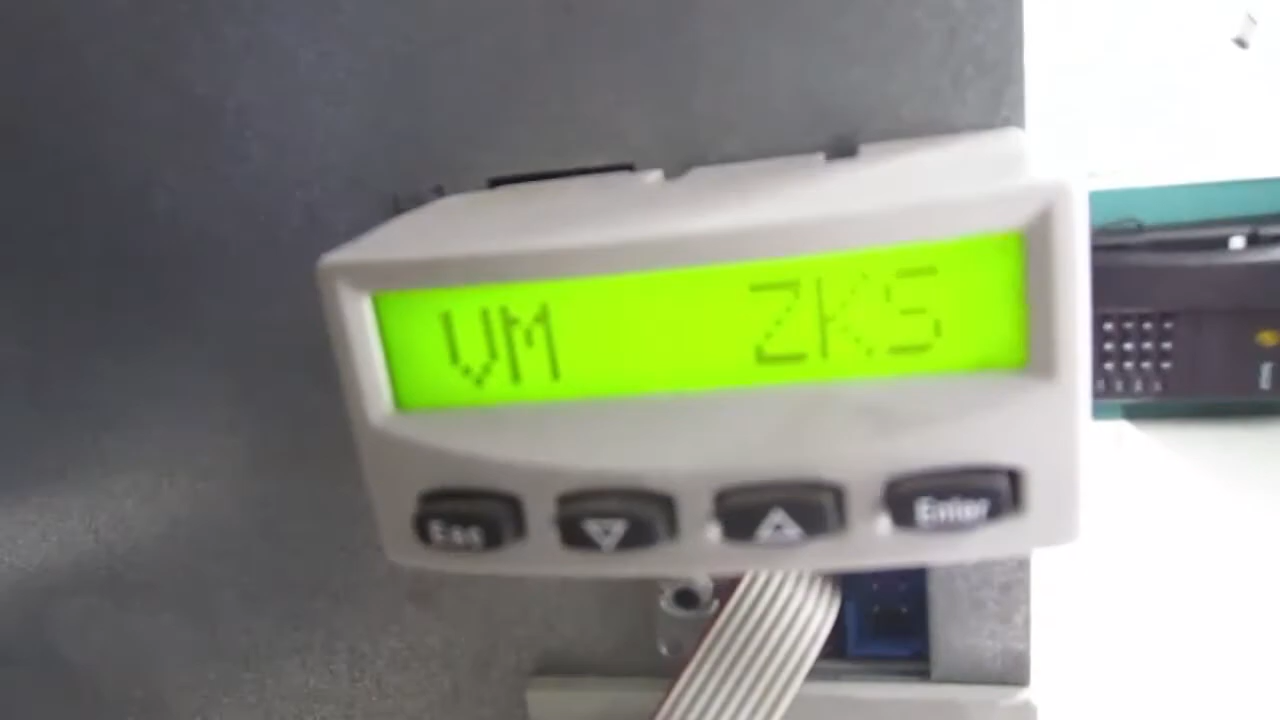 VM ZKS
Esc ▽ △ Enter